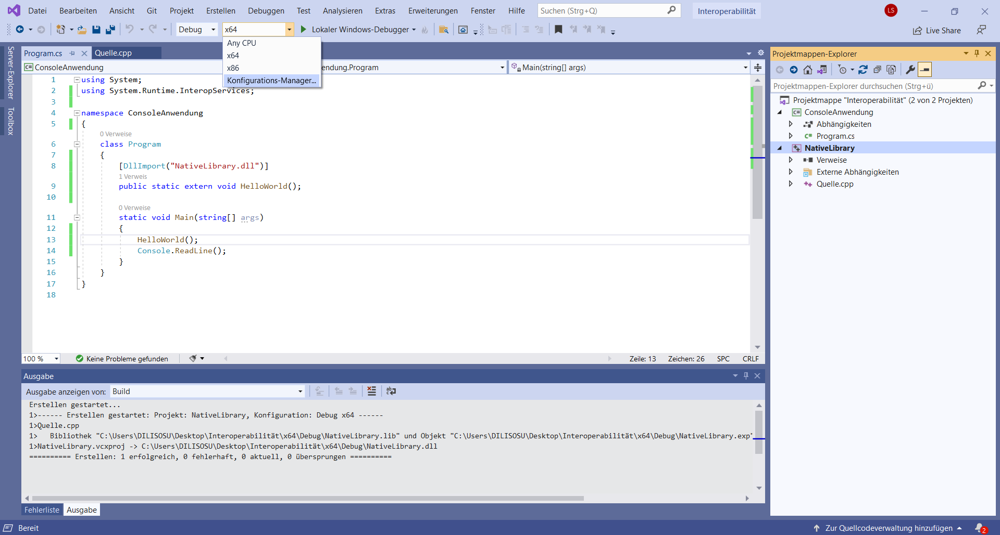 Datei Bearbeiten Ansicht Git Projekt Erstellen Debuggen Test Analysieren Extras Erweiterungen Fenster Hilfe Suchen (Strg+Q) Interoperabilität LS
Debug x64 Lokaler Windows-Debugger Live Share
Any CPU
x64
x86
Konfigurations-Manager...
Server-Explorer
Toolbox
Program.cs Quelle.cpp
ConsoleAnwendung endung.Program Main(string[] args)
1 using System;
2 using System.Runtime.InteropServices;
3
4 namespace ConsoleAnwendung
5 {
0 Verweise
6 class Program
7 {
8 [DllImport("NativeLibrary.dll")]
1 Verweis
9 public static extern void HelloWorld();
10
0 Verweise
11 static void Main(string[] args)
12 {
13 HelloWorld();
14 Console.ReadLine();
15 }
16 }
17 }
18
100 % Keine Probleme gefunden Zeile: 13 Zeichen: 26 SPC CRLF
Ausgabe
Ausgabe anzeigen von: Build
Erstellen gestartet...
1>------ Erstellen gestartet: Projekt: NativeLibrary, Konfiguration: Debug x64 ------
1>Quelle.cpp
1> Bibliothek "C:\Users\DILISOSU\Desktop\Interoperabilität\x64\Debug\NativeLibrary.lib" und Objekt "C:\Users\DILISOSU\Desktop\Interoperabilität\x64\Debug\NativeLibrary.exp"
1>NativeLibrary.vcxproj -> C:\Users\DILISOSU\Desktop\Interoperabilität\x64\Debug\NativeLibrary.dll
========== Erstellen: 1 erfolgreich, 0 fehlerhaft, 0 aktuell, 0 übersprungen ==========
Fehlerliste Ausgabe
Projektmappen-Explorer
Projektmappen-Explorer durchsuchen (Strg+ü)
Projektmappe "Interoperabilität" (2 von 2 Projekten)
C# ConsoleAnwendung
Abhängigkeiten
C# Program.cs
NativeLibrary
Verweise
Externe Abhängigkeiten
Quelle.cpp
Bereit Zur Quellcodeverwaltung hinzufügen 2